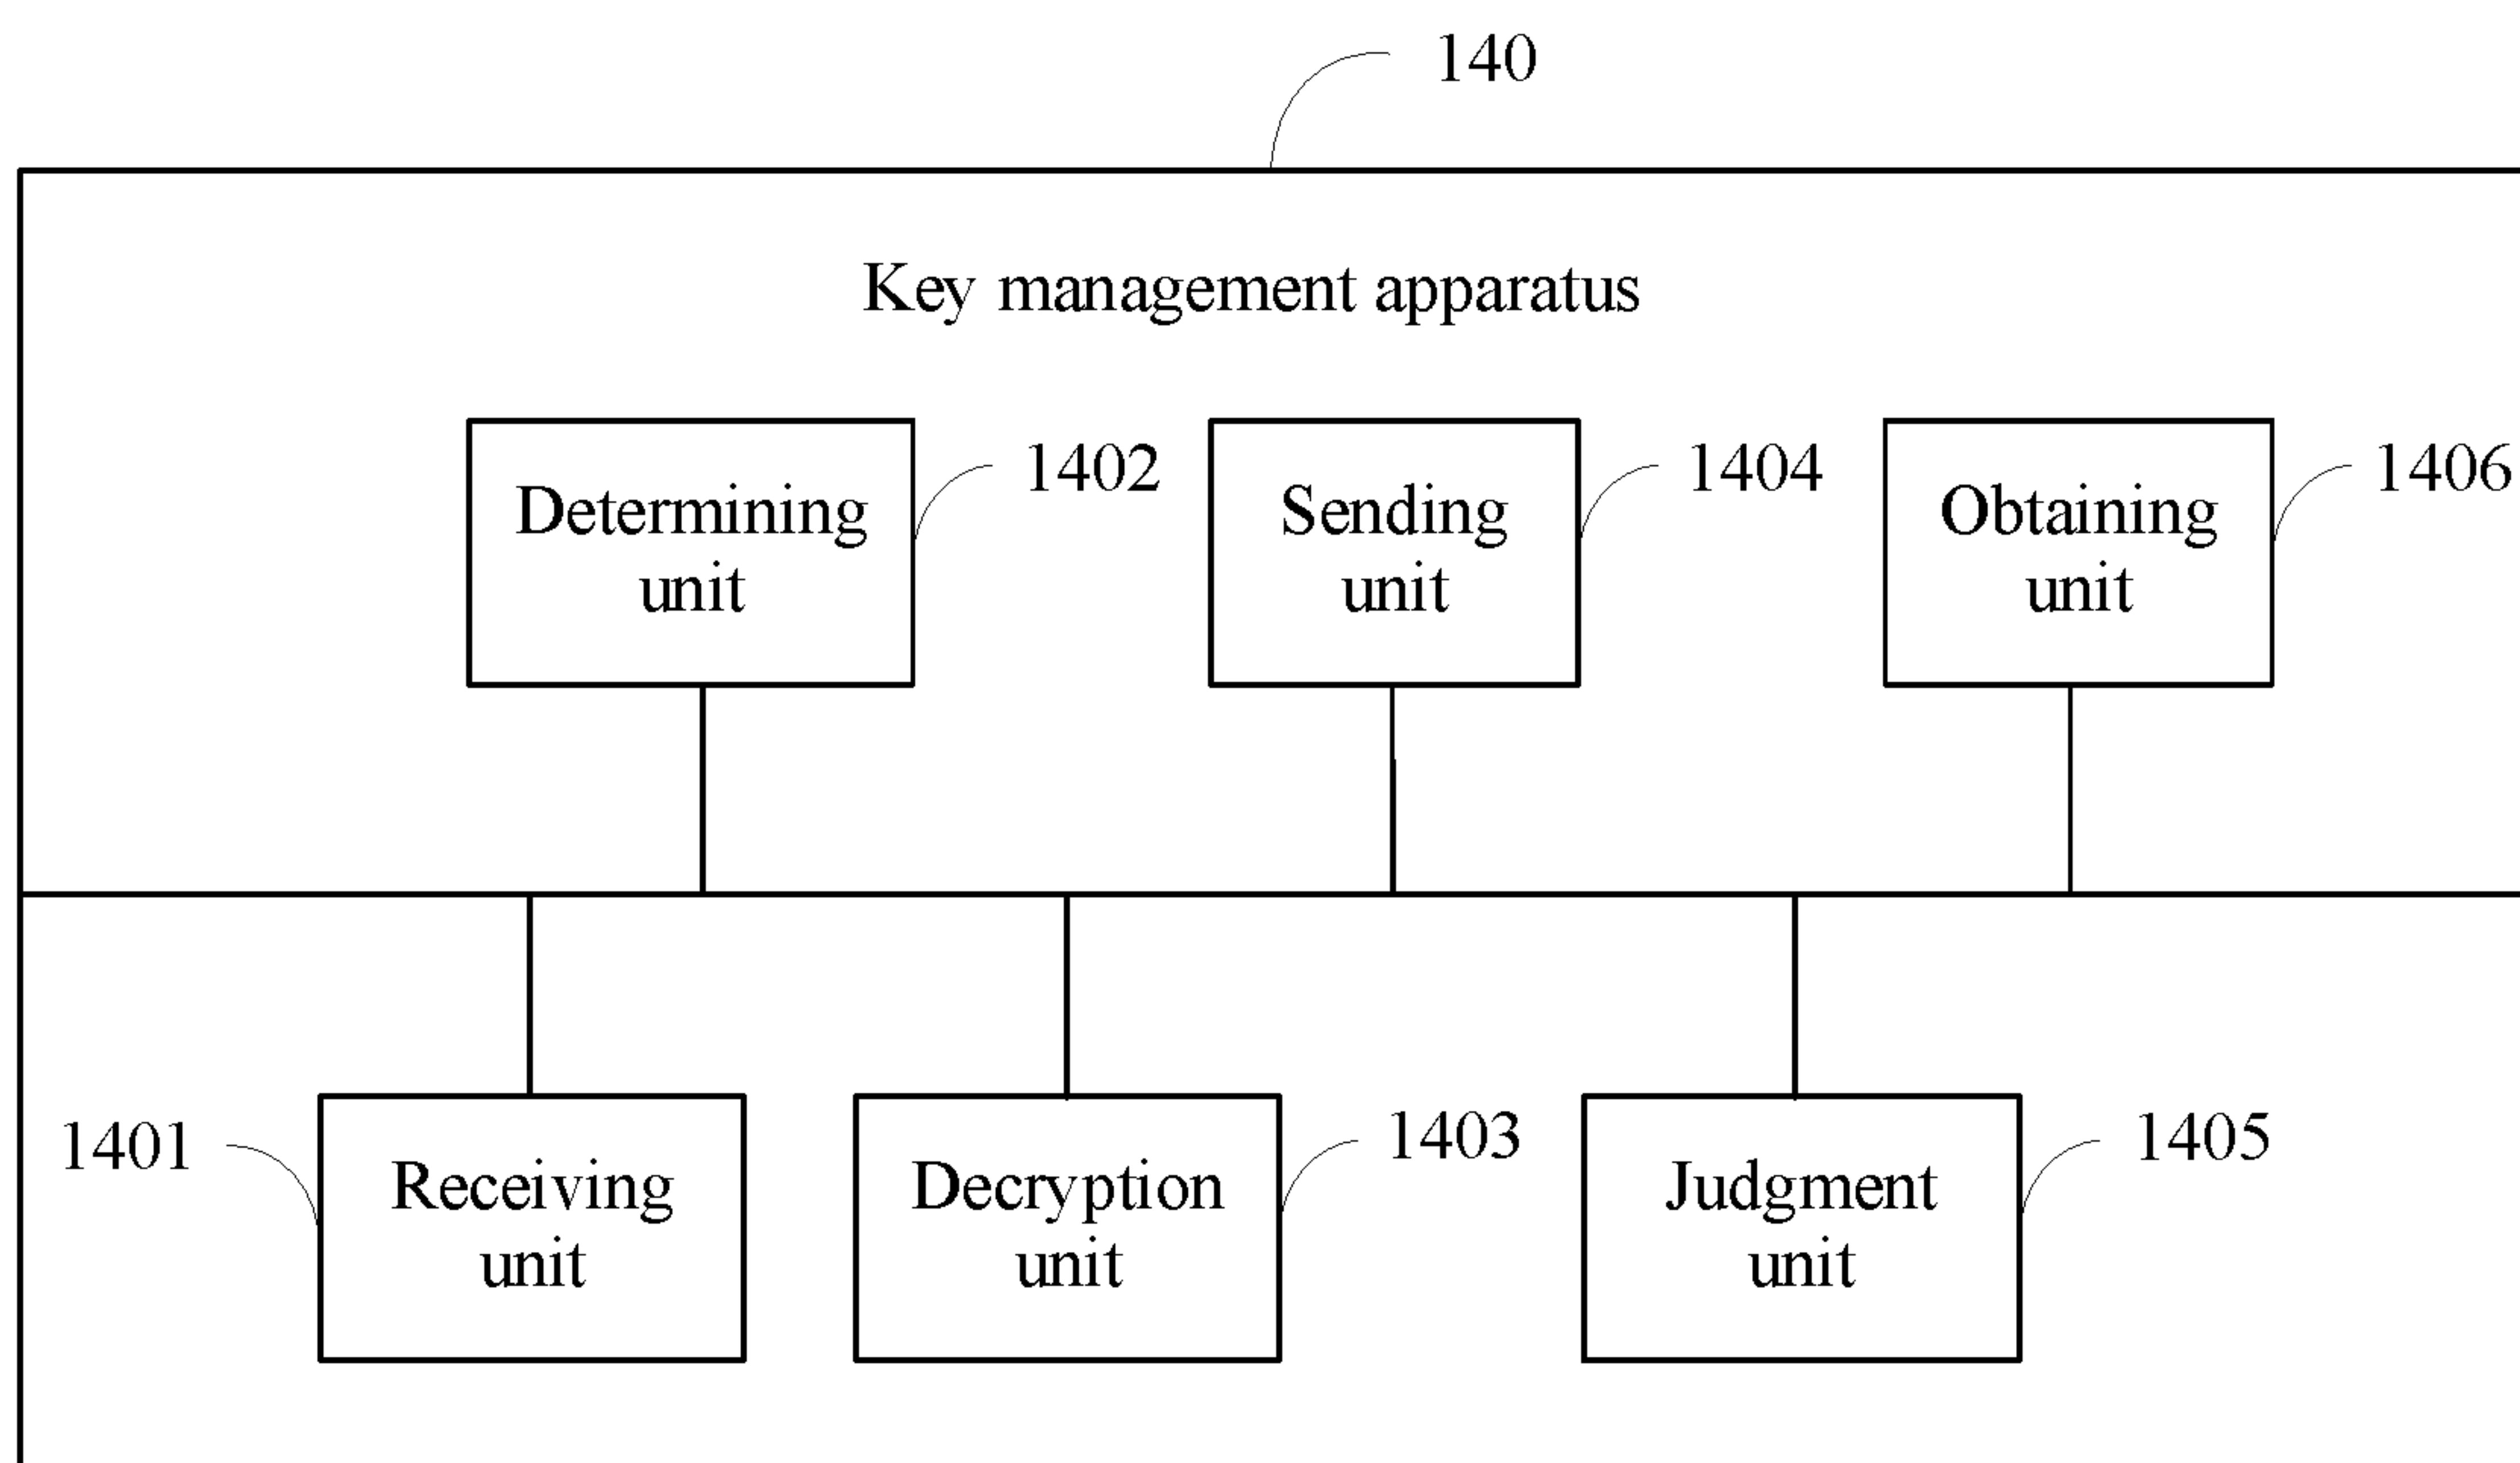 140
Key management apparatus
1402
1404
1406
Determining
unit
Sending
unit
Obtaining
unit
1401
1403
1405
Receiving
unit
Decryption
unit
Judgment
unit